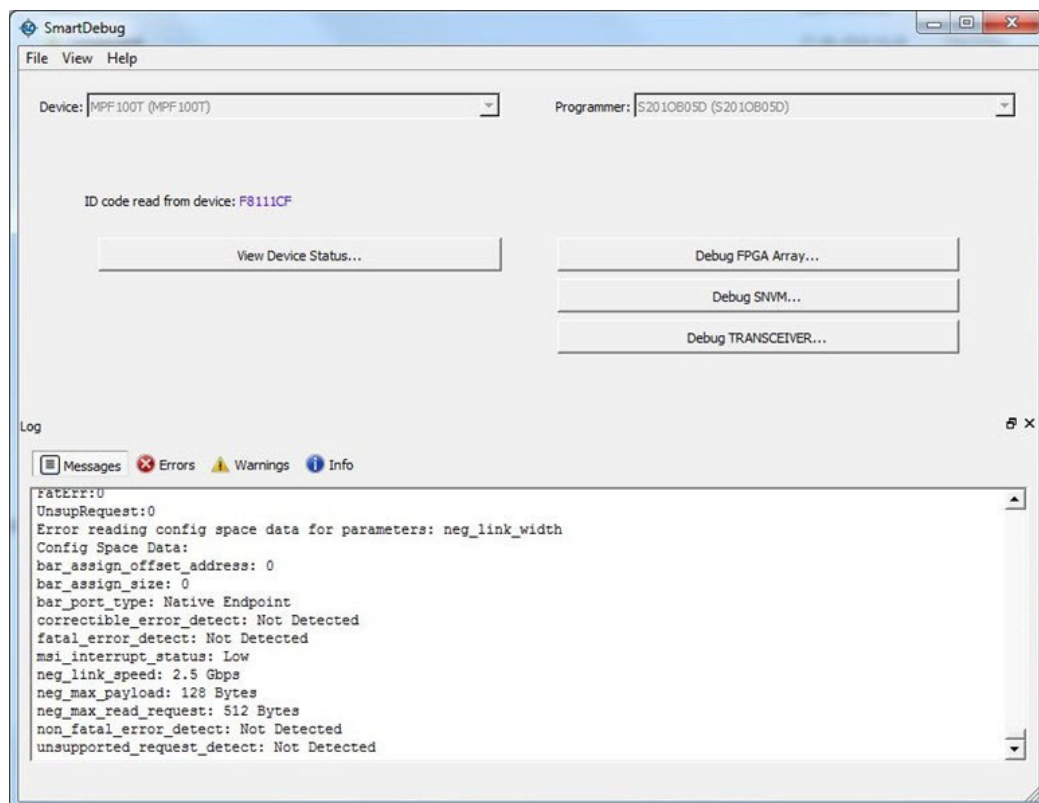 SmartDebug
File View Help
Device: MPF100T (MPF100T) Programmer: S201OB05D (S201OB05D)
ID code read from device: F8111CF
View Device Status... Debug FPGA Array...
Debug SNVM...
Debug TRANSCEIVER...
Log
Messages Errors Warnings Info
FatErr:0
UnsupRequest:0
Error reading config space data for parameters: neg_link_width
Config Space Data:
bar_assign_offset_address: 0
bar_assign_size: 0
bar_port_type: Native Endpoint
correctible_error_detect: Not Detected
fatal_error_detect: Not Detected
msi_interrupt_status: Low
neg_link_speed: 2.5 Gbps
neg_max_payload: 128 Bytes
neg_max_read_request: 512 Bytes
non_fatal_error_detect: Not Detected
unsupported_request_detect: Not Detected